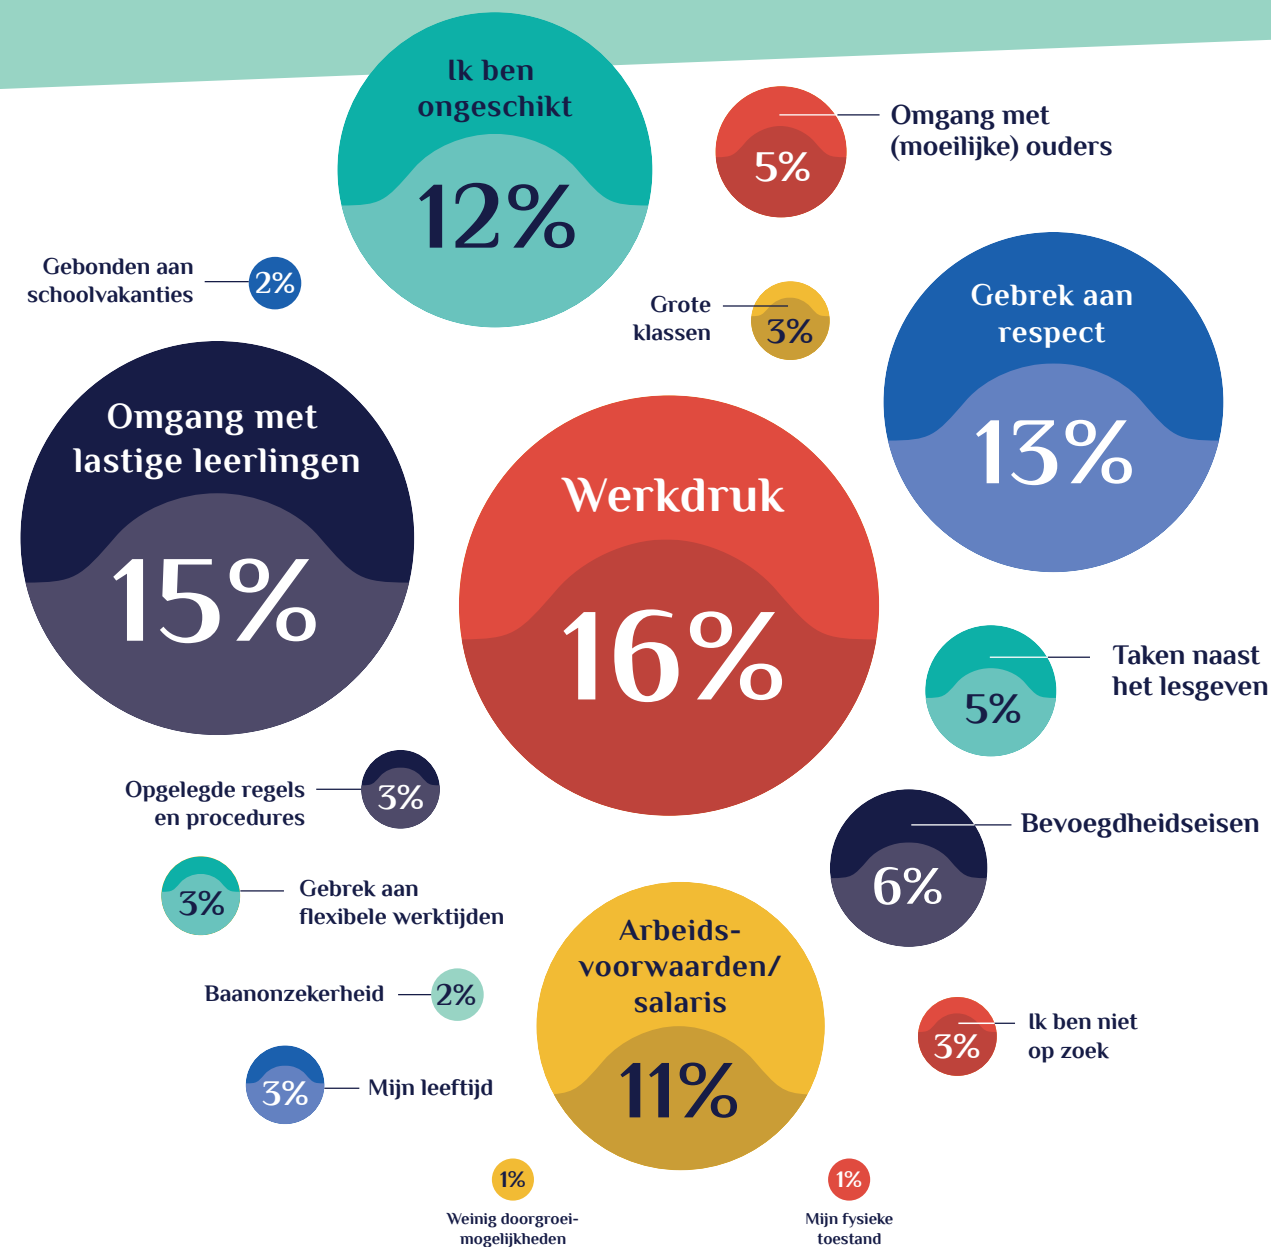 Ik ben
ongeschikt
12%
5%
Omgang met
(moeilijke) ouders
Gebonden aan
schoolvakanties
2%
Grote
klassen
3%
Gebrek aan
respect
13%
Omgang met
lastige leerlingen
15%
Werkdruk
16%
5%
Taken naast
het lesgeven
Opgelegde regels
en procedures
3%
6%
Bevoegdheidseisen
3%
Gebrek aan
flexibele werktijden
Arbeids-
voorwaarden/
salaris
11%
Baanonzekerheid
2%
3%
Ik ben niet
op zoek
3%
Mijn leeftijd
1%
Weinig doorgroei-
mogelijkheden
1%
Mijn fysieke
toestand